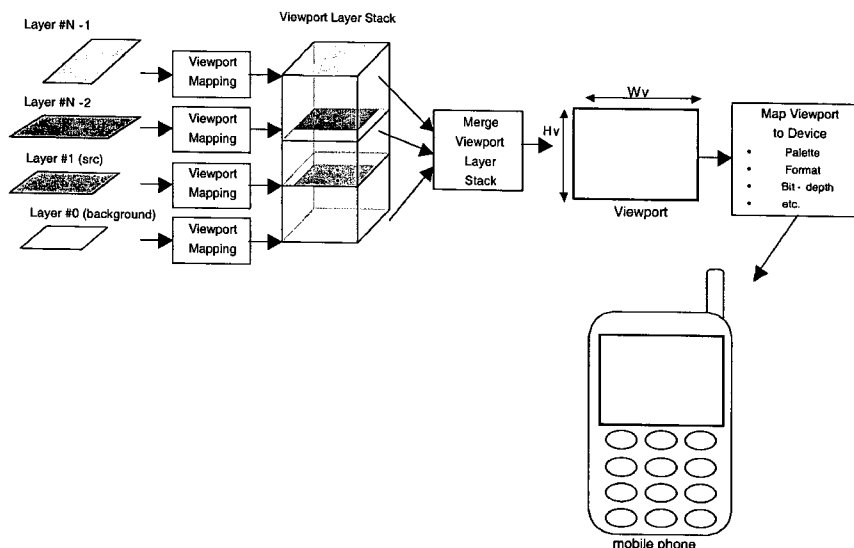 Viewport Layer Stack
Layer #N -1
Viewport
Mapping
Layer #N -2
Viewport
Mapping
Layer #1 (src)
Viewport
Mapping
Layer #0 (background)
Viewport
Mapping
Merge
Viewport
Layer
Stack
Wv
Hv
Viewport
Map Viewport
to Device
• Palette
• Format
• Bit - depth
• etc.
mobile phone